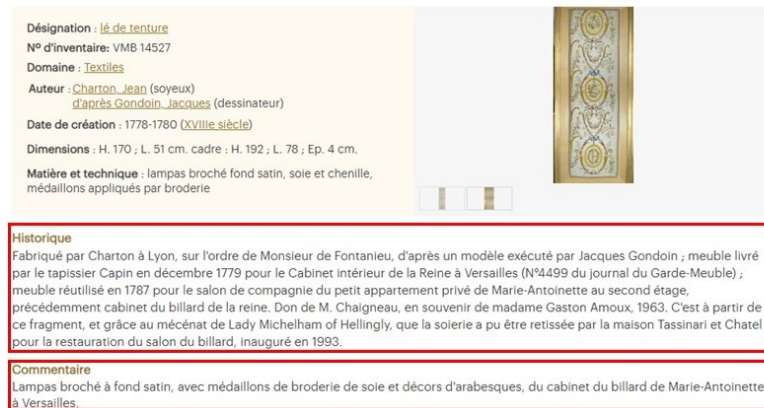 Désignation : lé de tenture
Nº d'inventaire: VMB 14527
Domaine : Textiles
Auteur : Charton, Jean (soyeux)
d'après Gondoin, Jacques (dessinateur)
Date de création : 1778-1780 (XVIIIe siècle)
Dimensions : H. 170 ; L. 51 cm. cadre : H. 192 ; L. 78 ; Ep. 4 cm.
Matière et technique : lampas broché fond satin, soie et chenille,
médaillons appliqués par broderie
Historique
Fabriqué par Charton à Lyon, sur l'ordre de Monsieur de Fontanieu, d'après un modèle exécuté par Jacques Gondoin ; meuble livré
par le tapissier Capin en décembre 1779 pour le Cabinet intérieur de la Reine à Versailles (N°4499 du journal du Garde-Meuble) ;
meuble réutilisé en 1787 pour le salon de compagnie du petit appartement privé de Marie-Antoinette au second étage,
précédemment cabinet du billard de la reine. Don de M. Chaigneau, en souvenir de madame Gaston Amoux, 1963. C'est à partir de
ce fragment, et grâce au mécénat de Lady Michelham of Hellingly, que la soierie a pu être retissée par la maison Tassinari et Chatel
pour la restauration du salon du billard, inauguré en 1993.
Commentaire
Lampas broché à fond satin, avec médaillons de broderie de soie et décors d'arabesques, du cabinet du billard de Marie-Antoinette
à Versailles.